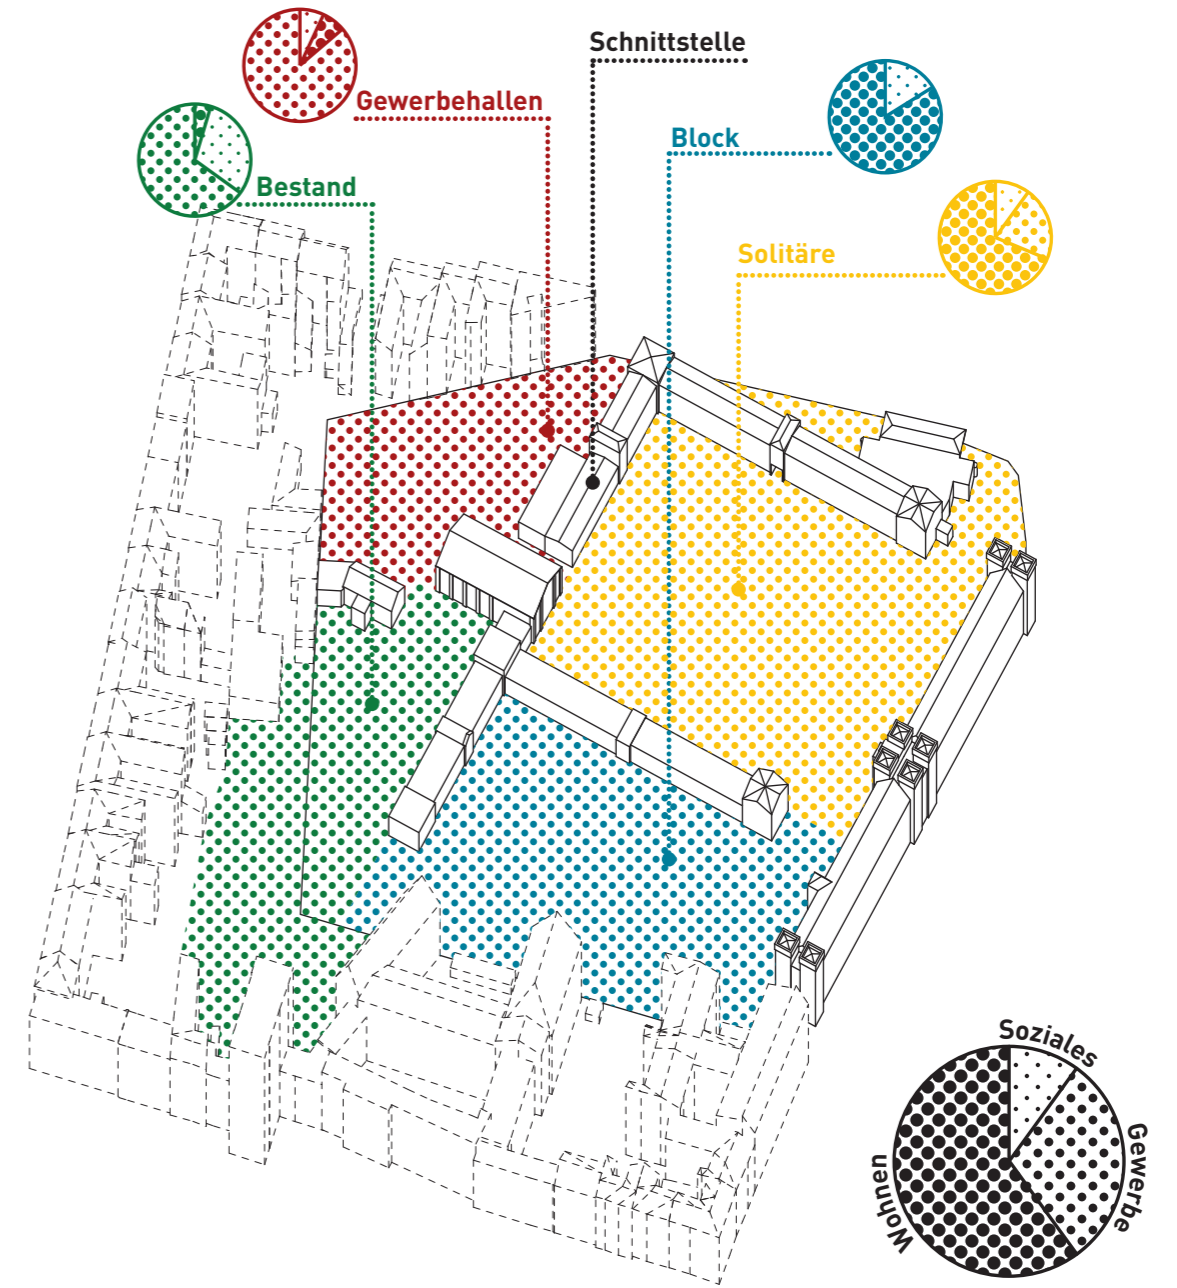 Schnittstelle
Gewerbehallen
Block
Bestand
Solitäre
Soziales
Gewerbe
Wohnen